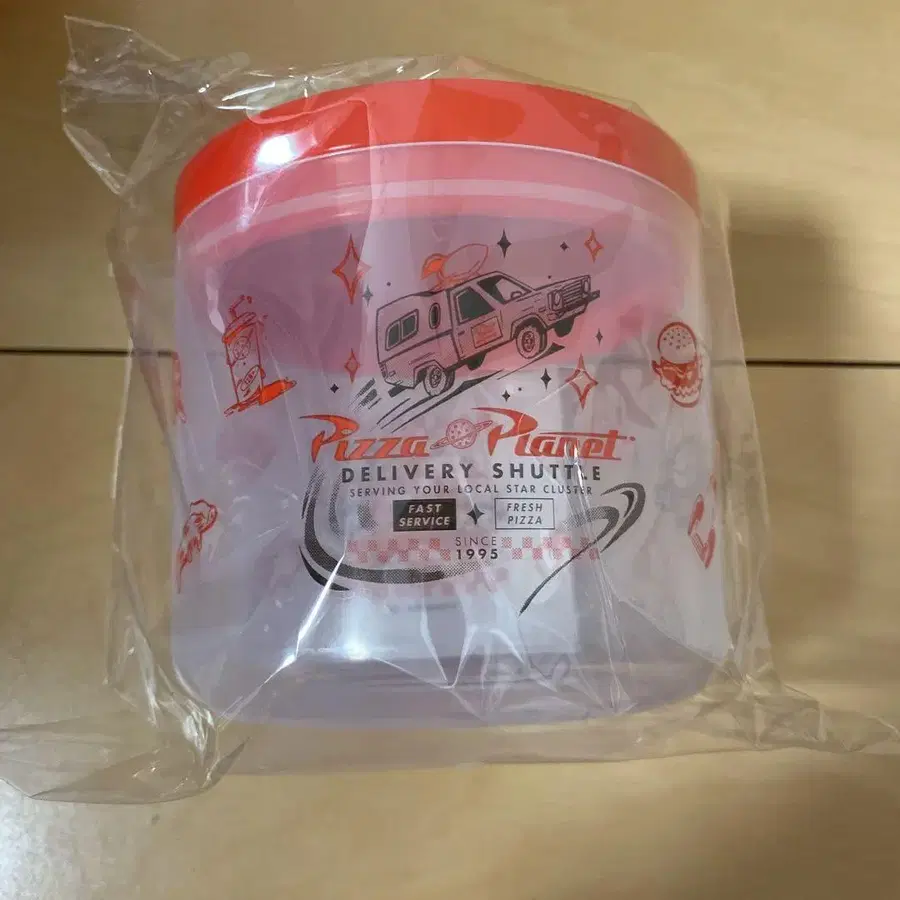 Pizza Planet
DELIVERY SHUTTLE
SERVING YOUR LOCAL STAR CLUSTER
FAST SERVICE
FRESH PIZZA
SINCE
1995